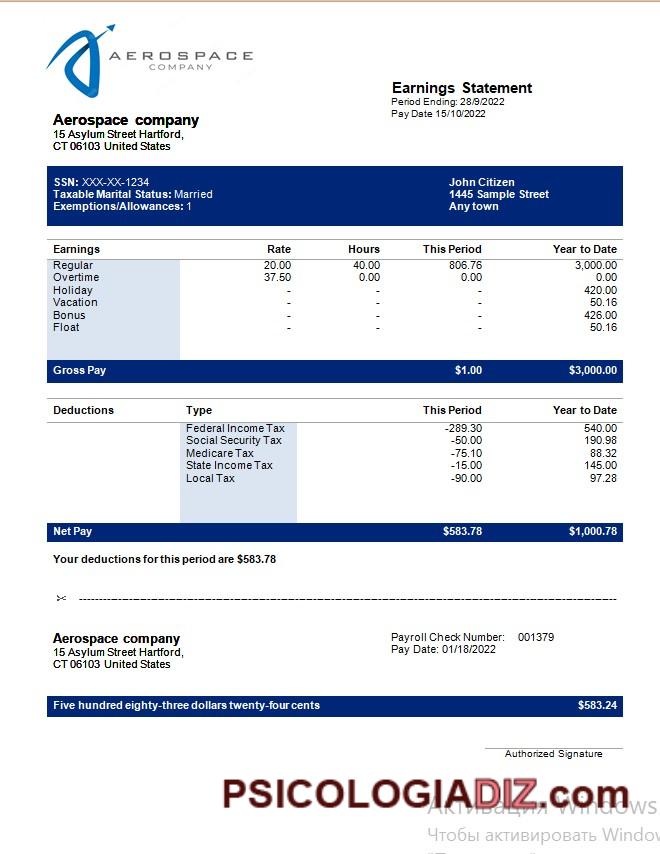 AEROSPACE
COMPANY
Earnings Statement
Period Ending: 28/9/2022
Pay Date 15/10/2022
Aerospace company
15 Asylum Street Hartford,
CT 06103 United States
SSN: XXX-XX-1234
Taxable Marital Status: Married
Exemptions/Allowances: 1
John Citizen
1445 Sample Street
Any town
Earnings Rate Hours This Period Year to Date
Regular 20.00 40.00 806.76 3,000.00
Overtime 37.50 0.00 0.00 0.00
Holiday - - - 420.00
Vacation - - - 50.16
Bonus - - - 426.00
Float - - - 50.16
Gross Pay $1.00 $3,000.00
Deductions Type This Period Year to Date
Federal Income Tax -289.30 540.00
Social Security Tax -50.00 190.98
Medicare Tax -75.10 88.32
State Income Tax -15.00 145.00
Local Tax -90.00 97.28
Net Pay $583.78 $1,000.78
Your deductions for this period are $583.78
Aerospace company
15 Asylum Street Hartford,
CT 06103 United States
Payroll Check Number: 001379
Pay Date: 01/18/2022
Five hundred eighty-three dollars twenty-four cents $583.24
Authorized Signature
PSICOLOGIADIZ.com
Активация Windows
Чтобы активировать Window